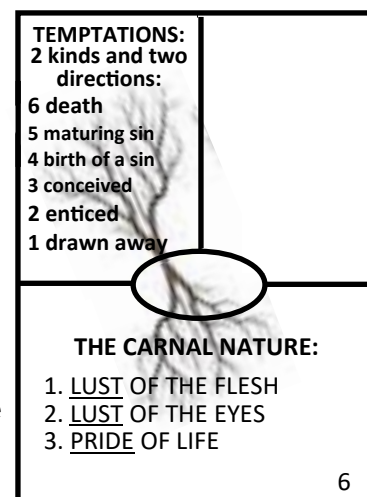 TEMPTATIONS:
2 kinds and two
directions:
6 death
5 maturing sin
4 birth of a sin
3 conceived
2 enticed
1 drawn away
THE CARNAL NATURE:
1. LUST OF THE FLESH
2. LUST OF THE EYES
3. PRIDE OF LIFE
6